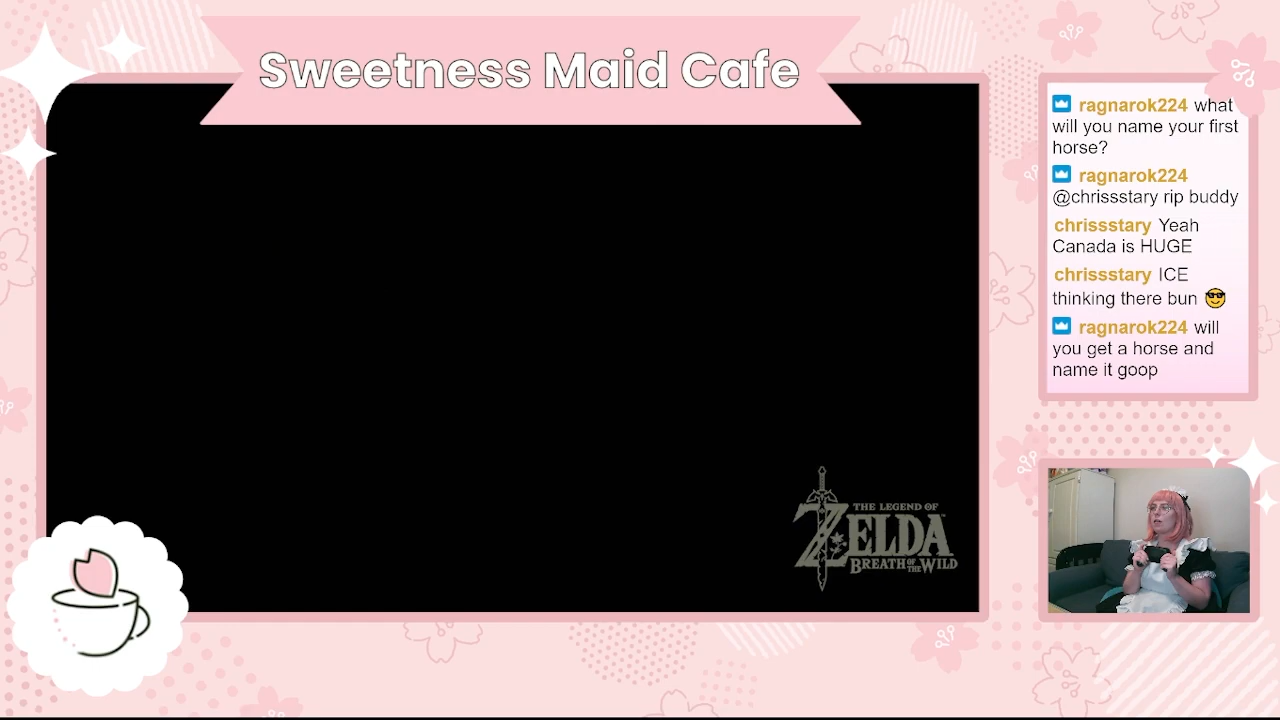 Sweetness Maid Cafe
ragnarok224 what
will you name your first
horse?
ragnarok224
@chrissstary rip buddy
chrissstary Yeah
Canada is HUGE
chrissstary ICE
thinking there bun 😎
ragnarok224 will
you get a horse and
name it goop
THE LEGEND OF
ZELDA
BREATH OF THE WILD